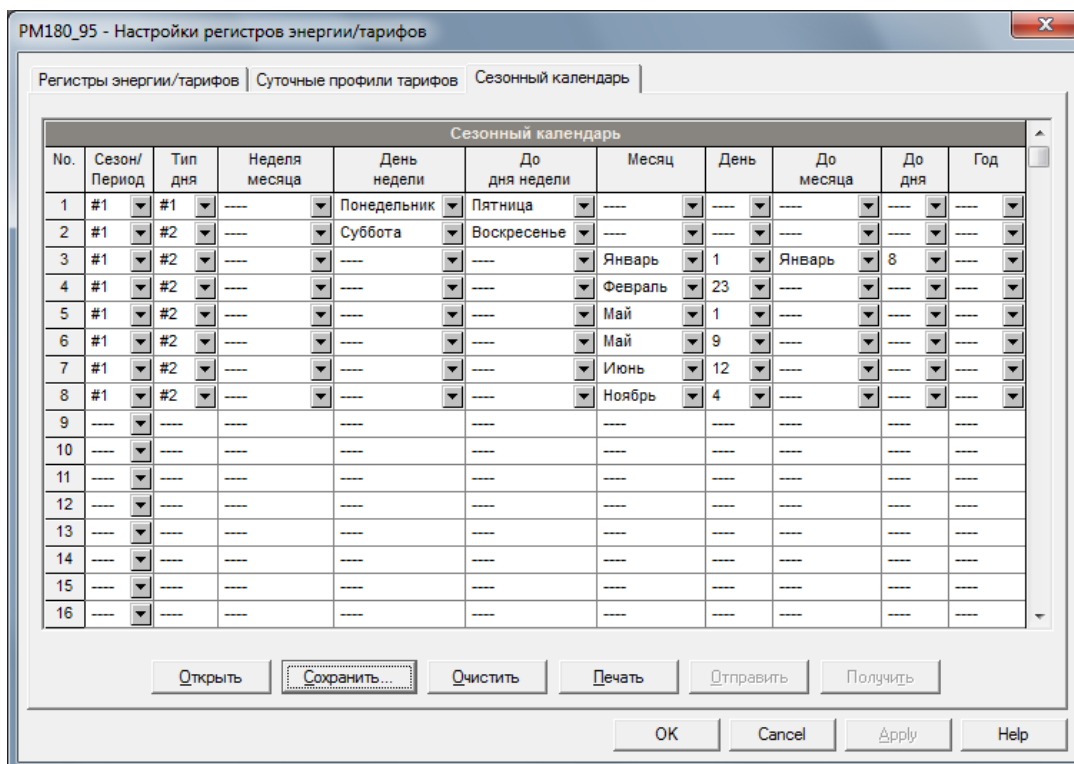 PM180_95 - Настройки регистров энергии/тарифов
Регистры энергии/тарифов Суточные профили тарифов Сезонный календарь
Сезонный календарь
No. Сезон/ Тип Неделя День До Месяц День До До Год
Период дня месяца недели дня недели месяца дня
1 #1 #1 ---- Понедельник Пятница ---- ---- ---- ---- ----
2 #1 #2 ---- Суббота Воскресенье ---- ---- ---- ---- ----
3 #1 #2 ---- ---- ---- Январь 1 Январь 8 ----
4 #1 #2 ---- ---- ---- Февраль 23 ---- ---- ----
5 #1 #2 ---- ---- ---- Май 1 ---- ---- ----
6 #1 #2 ---- ---- ---- Май 9 ---- ---- ----
7 #1 #2 ---- ---- ---- Июнь 12 ---- ---- ----
8 #1 #2 ---- ---- ---- Ноябрь 4 ---- ---- ----
9 ---- ---- ---- ---- ---- ---- ---- ---- ---- ----
10 ---- ---- ---- ---- ---- ---- ---- ---- ---- ----
11 ---- ---- ---- ---- ---- ---- ---- ---- ---- ----
12 ---- ---- ---- ---- ---- ---- ---- ---- ---- ----
13 ---- ---- ---- ---- ---- ---- ---- ---- ---- ----
14 ---- ---- ---- ---- ---- ---- ---- ---- ---- ----
15 ---- ---- ---- ---- ---- ---- ---- ---- ---- ----
16 ---- ---- ---- ---- ---- ---- ---- ---- ---- ----
Открыть Сохранить... Очистить Печать Отправить Получить
OK Cancel Apply Help